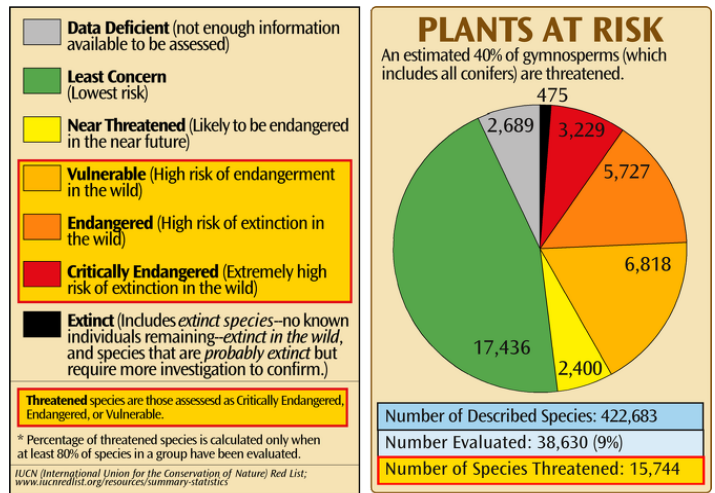 Data Deficient (not enough information
available to be assessed)
Least Concern
(Lowest risk)
Near Threatened (Likely to be endangered
in the near future)
Vulnerable (High risk of endangerment
in the wild)
Endangered (High risk of extinction in
the wild)
Critically Endangered (Extremely high
risk of extinction in the wild)
Extinct (Includes extinct species--no known
individuals remaining--extinct in the wild,
and species that are probably extinct but
require more investigation to confirm.)
Threatened species are those assessd as Critically Endangered,
Endangered, or Vulnerable.
* Percentage of threatened species is calculated only when
at least 80% of species in a group have been evaluated.
IUCN (International Union for the Conservation of Nature) Red List;
www.iucnredlist.org/resources/summary-statistics
PLANTS AT RISK
An estimated 40% of gymnosperms (which
includes all conifers) are threatened.
475
2,689
3,229
5,727
6,818
17,436
2,400
Number of Described Species: 422,683
Number Evaluated: 38,630 (9%)
Number of Species Threatened: 15,744